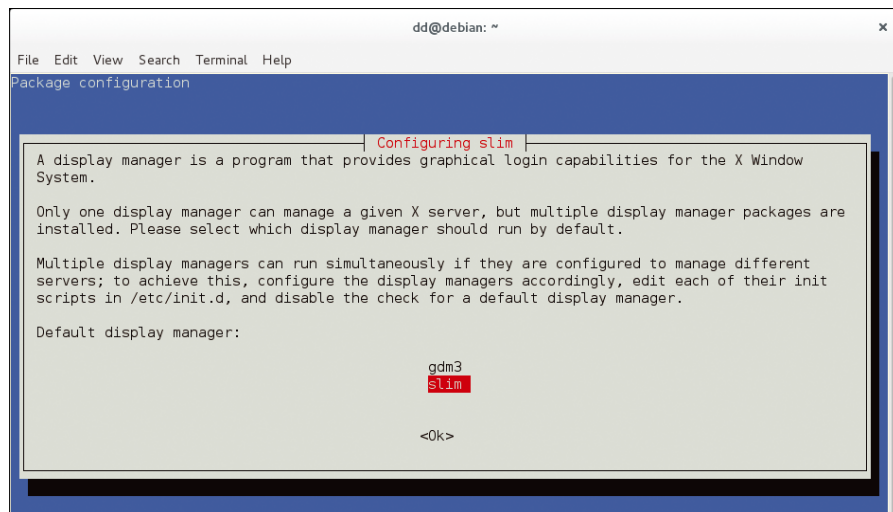 dd@debian: ~
×
File Edit View Search Terminal Help
Package configuration
Configuring slim
A display manager is a program that provides graphical login capabilities for the X Window
System.
Only one display manager can manage a given X server, but multiple display manager packages are
installed. Please select which display manager should run by default.
Multiple display managers can run simultaneously if they are configured to manage different
servers; to achieve this, configure the display managers accordingly, edit each of their init
scripts in /etc/init.d, and disable the check for a default display manager.
Default display manager:
gdm3
slim
<Ok>